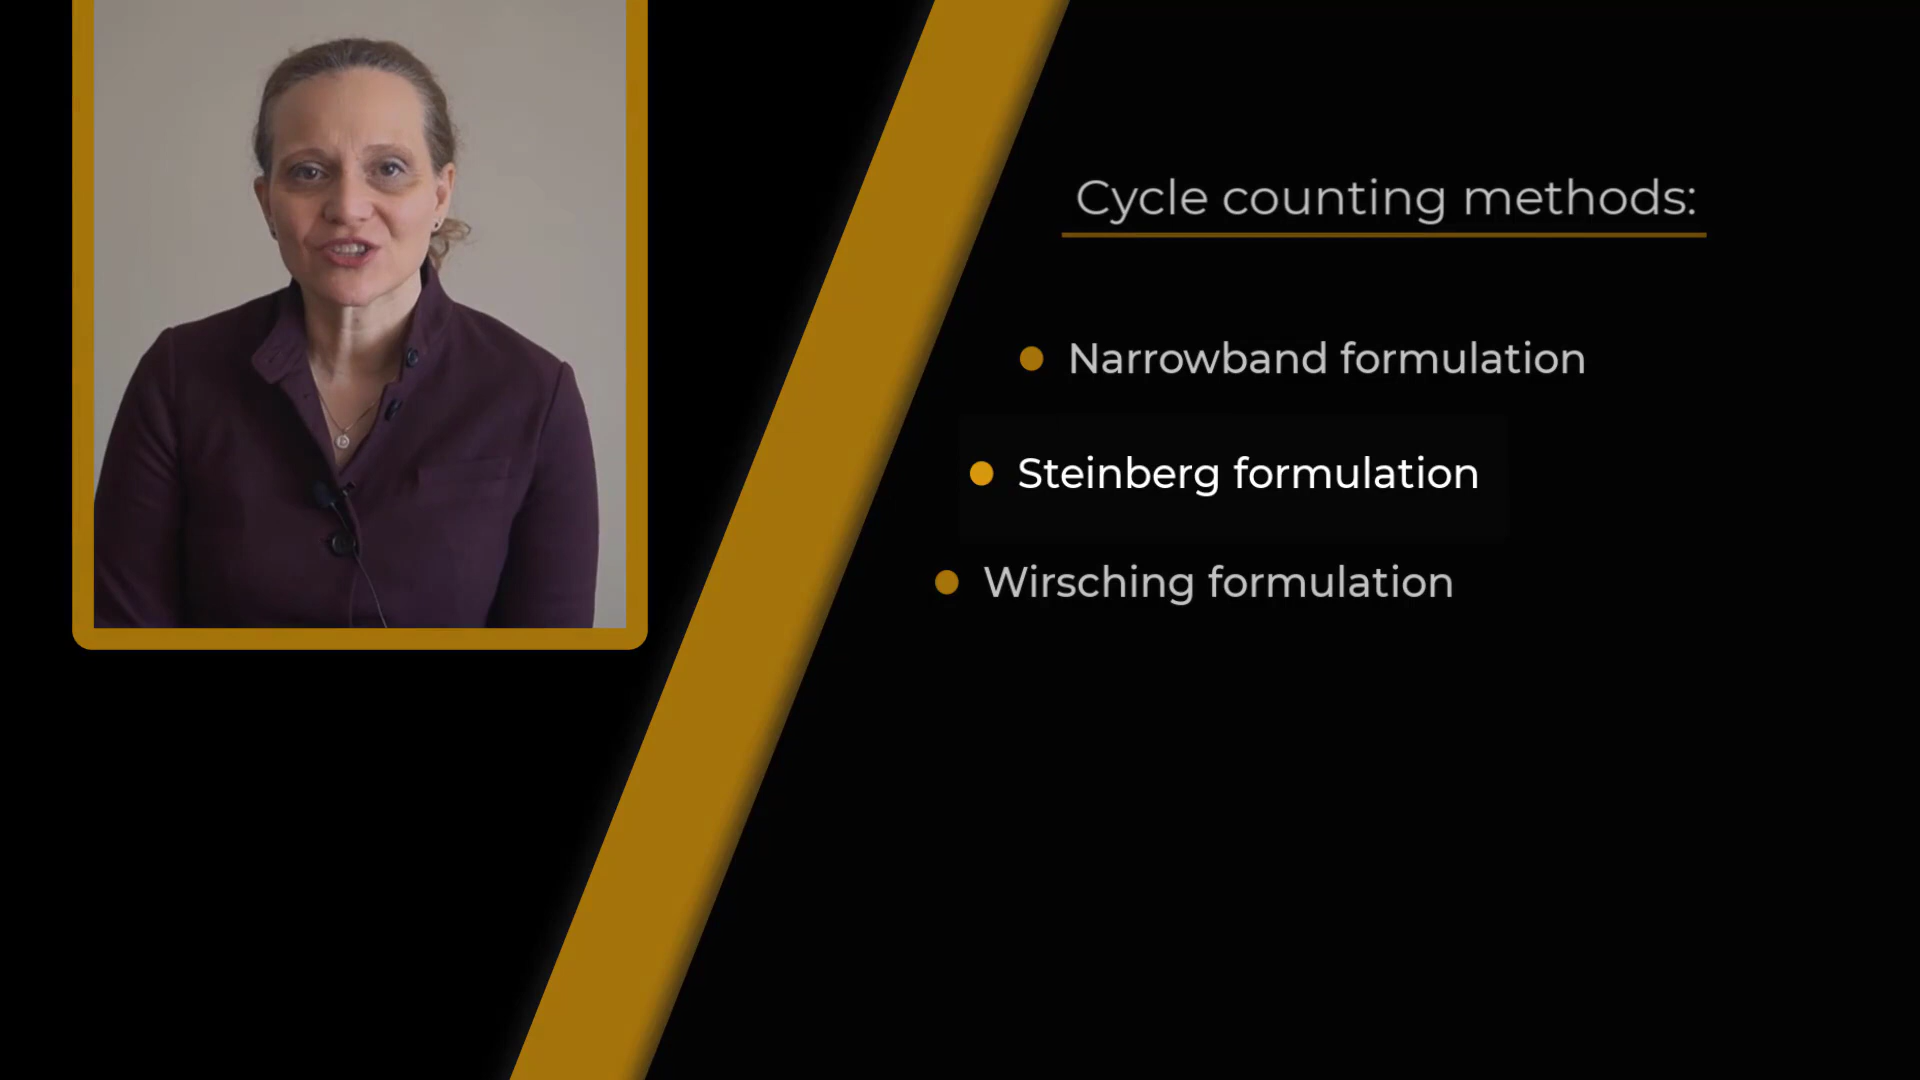 Cycle counting methods:
Narrowband formulation
Steinberg formulation
Wirsching formulation